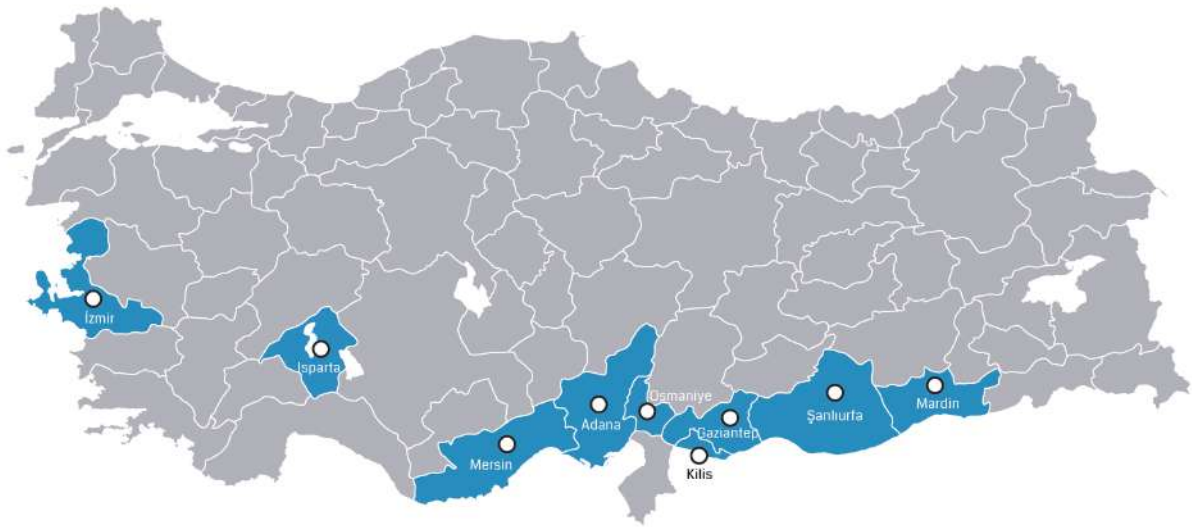 İzmir
Isparta
Mersin
Adana
Osmaniye
Gaziantep
Kilis
Şanlıurfa
Mardin